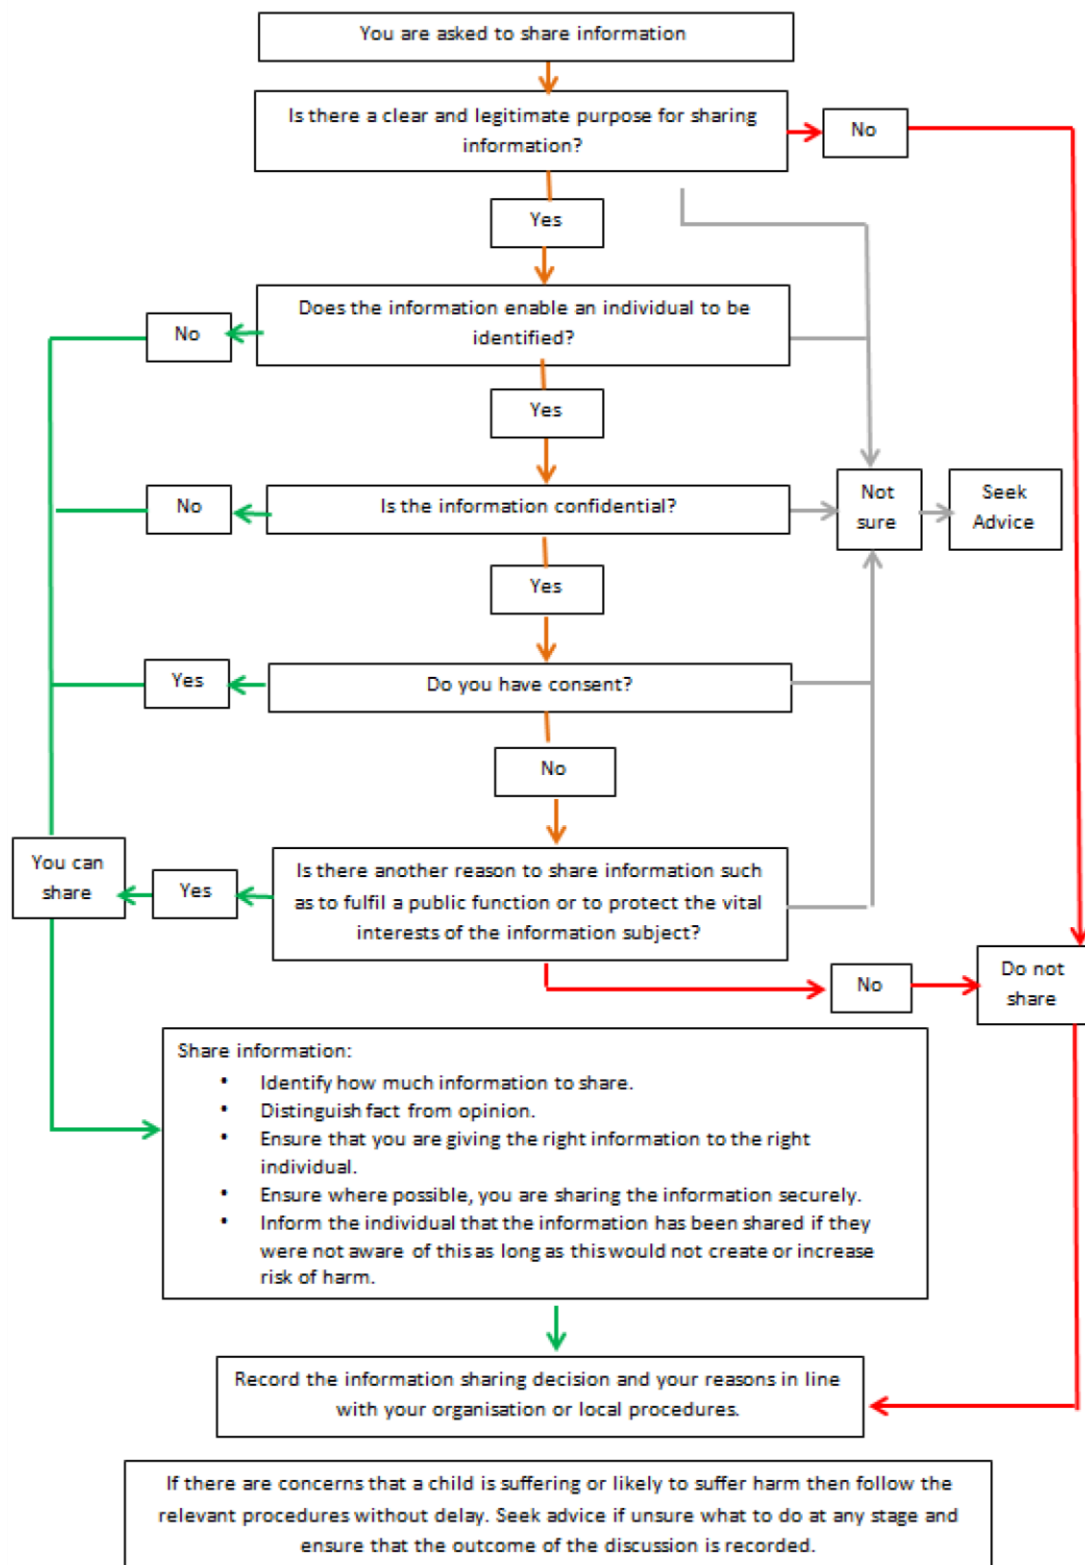 You are asked to share information
Is there a clear and legitimate purpose for sharing
information?
No
Yes
Does the information enable an individual to be
identified?
No
Yes
Is the information confidential?
No
Not
sure
Seek
Advice
Yes
Do you have consent?
Yes
No
Is there another reason to share information such
as to fulfil a public function or to protect the vital
interests of the information subject?
Yes
You can
share
No
Do not
share
Share information:
• Identify how much information to share.
• Distinguish fact from opinion.
• Ensure that you are giving the right information to the right
individual.
• Ensure where possible, you are sharing the information securely.
• Inform the individual that the information has been shared if they
were not aware of this as long as this would not create or increase
risk of harm.
Record the information sharing decision and your reasons in line
with your organisation or local procedures.
If there are concerns that a child is suffering or likely to suffer harm then follow the
relevant procedures without delay. Seek advice if unsure what to do at any stage and
ensure that the outcome of the discussion is recorded.